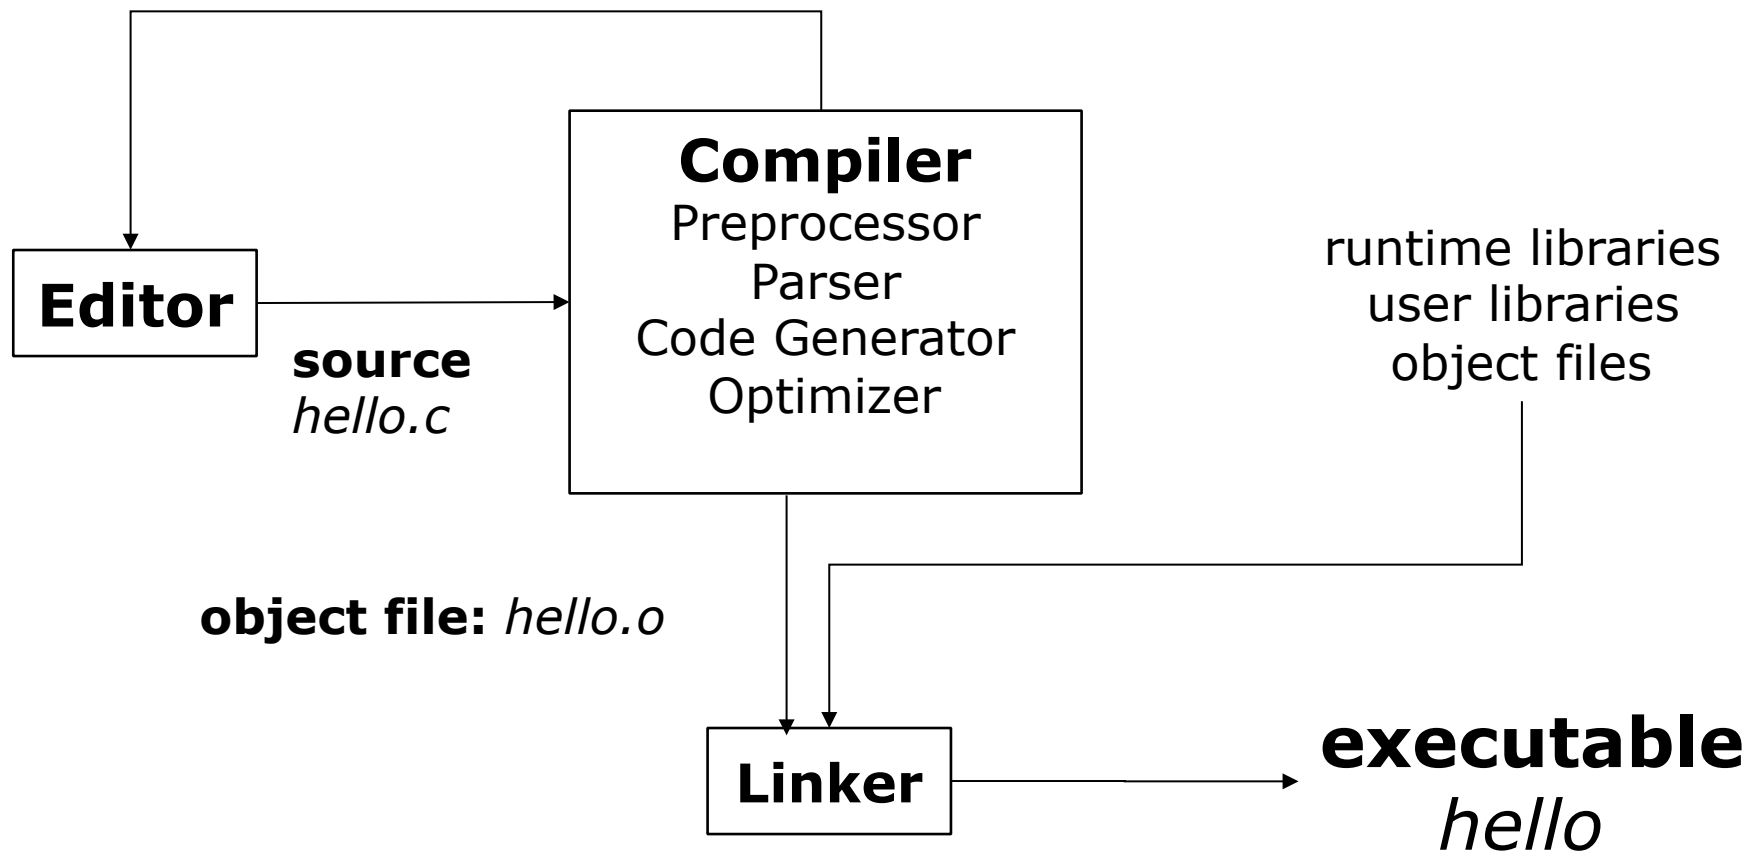 Compiler
Preprocessor
Parser
Code Generator
Optimizer
Editor
source
hello.c
runtime libraries
user libraries
object files
object file: hello.o
Linker
executable
hello